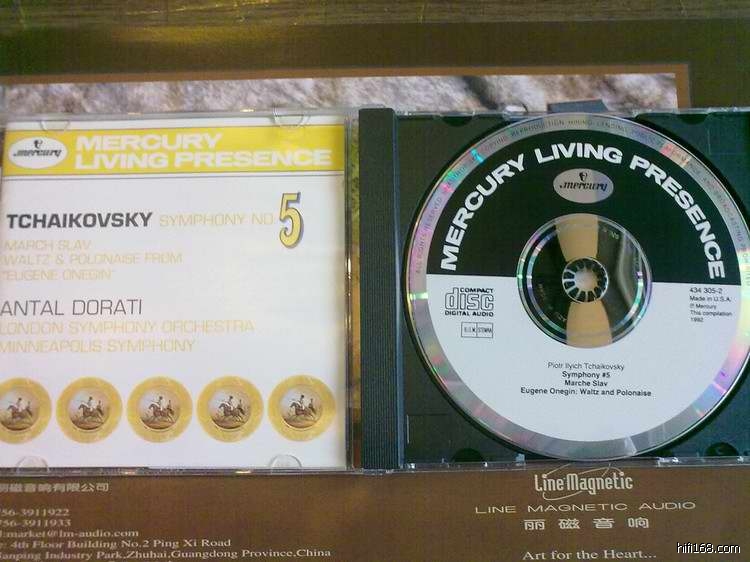 mercury
MERCURY
LIVING PRESENCE
TCHAIKOVSKY SYMPHONY NO. 5
MARCH SLAV
WALTZ & POLONAISE FROM
"EUGENE ONEGIN"
ANTAL DORATI
LONDON SYMPHONY ORCHESTRA
MINNEAPOLIS SYMPHONY
MERCURY LIVING PRESENCE
mercury
COMPACT
disc
DIGITAL AUDIO
STEMRA
434 305-2
Made in U.S.A.
℗ Mercury
This compilation
1992
Piotr Ilyich Tchaikovsky
Symphony #5
Marche Slav
Eugene Onegin: Waltz and Polonaise
丽磁音响有限公司
756-3911922
756-3911933
l:market@lm-audio.com
e: 4th Floor Building No.2 Ping Xi Road
anping Industry Park,Zhuhai,Guangdong Province,China
Line Magnetic
LINE MAGNETIC AUDIO
丽磁音响
Art for the Heart...
hifi168.com